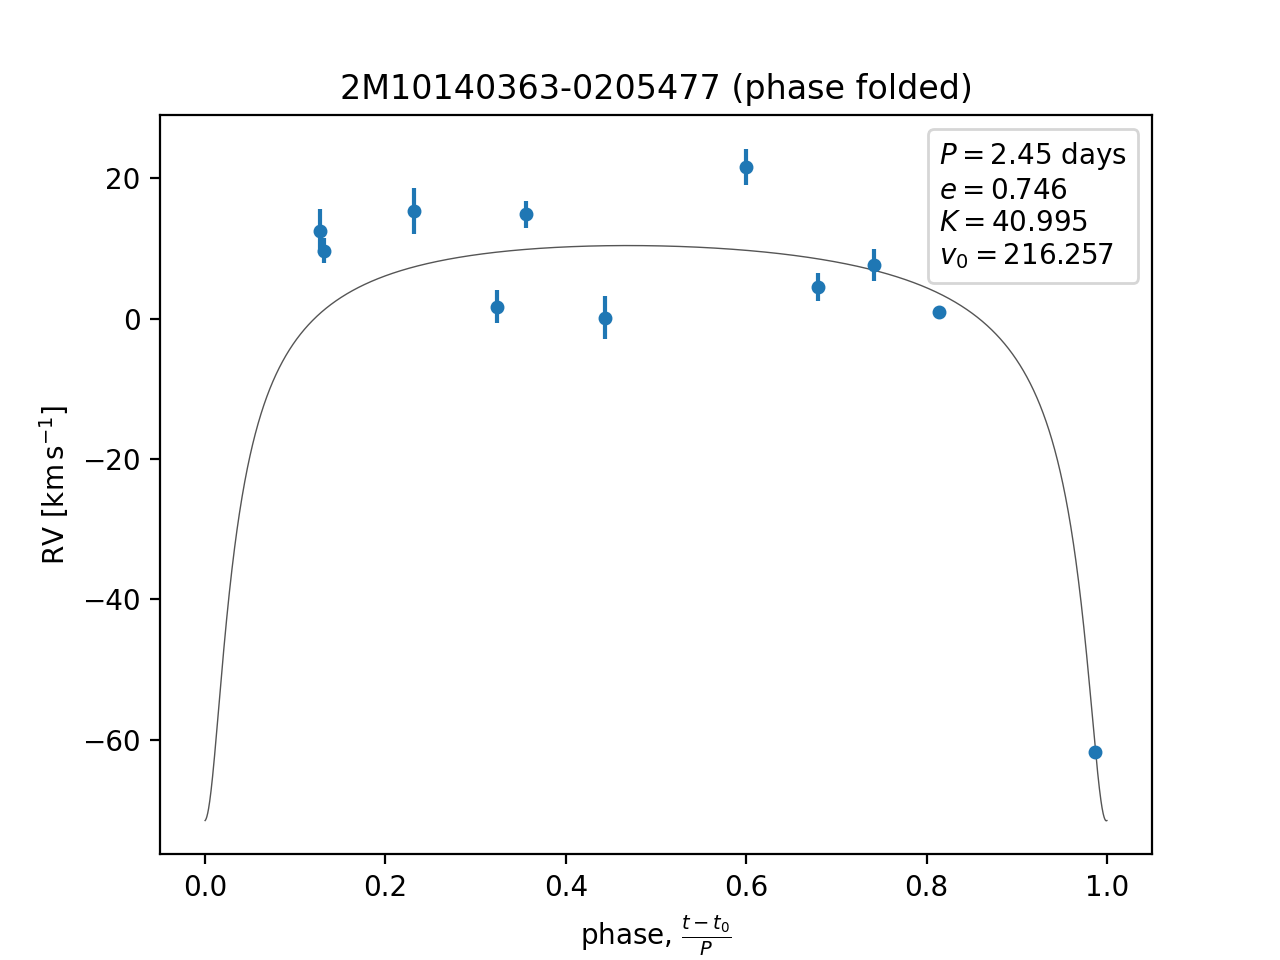 2M10140363-0205477 (phase folded)
P = 2.45 days
e = 0.746
K = 40.995
v₀ = 216.257
20
0
−20
−40
−60
RV [km s⁻¹]
0.0 0.2 0.4 0.6 0.8 1.0
phase, (t − t₀)/P